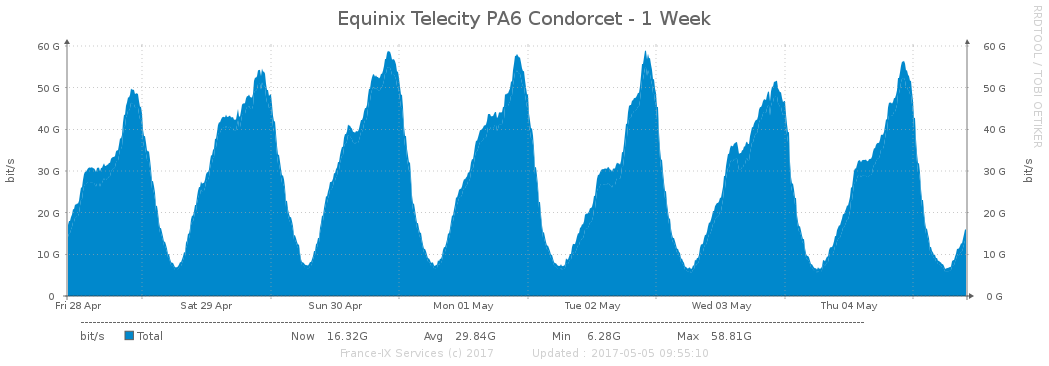 Equinix Telecity PA6 Condorcet - 1 Week
RRDTOOL / TOBI OETIKER
bit/s
60 G 60 G
50 G 50 G
40 G 40 G
30 G 30 G
20 G 20 G
10 G 10 G
0 0 G
bit/s
Fri 28 Apr Sat 29 Apr Sun 30 Apr Mon 01 May Tue 02 May Wed 03 May Thu 04 May
bit/s Total Now 16.32G Avg 29.84G Min 6.28G Max 58.81G
France-IX Services (c) 2017 Updated : 2017-05-05 09:55:10